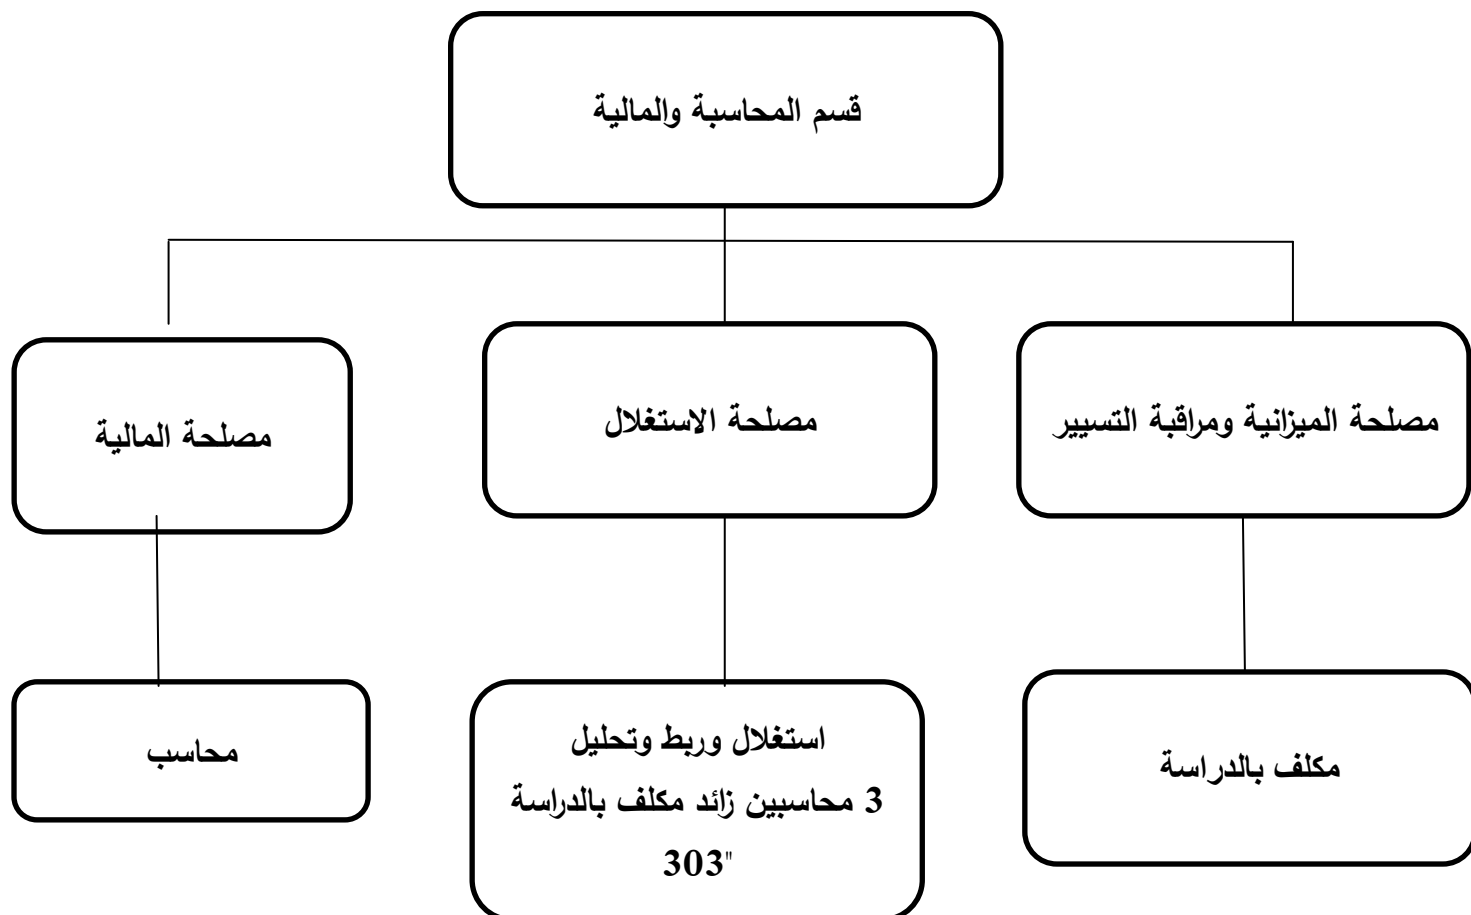 قسم المحاسبة والمالية
مصلحة الميزانية ومراقبة التسيير
مصلحة الاستغلال
مصلحة المالية
مكلف بالدراسة
استغلال وربط وتحليل
3 محاسبين زائد مكلف بالدراسة
303"
محاسب